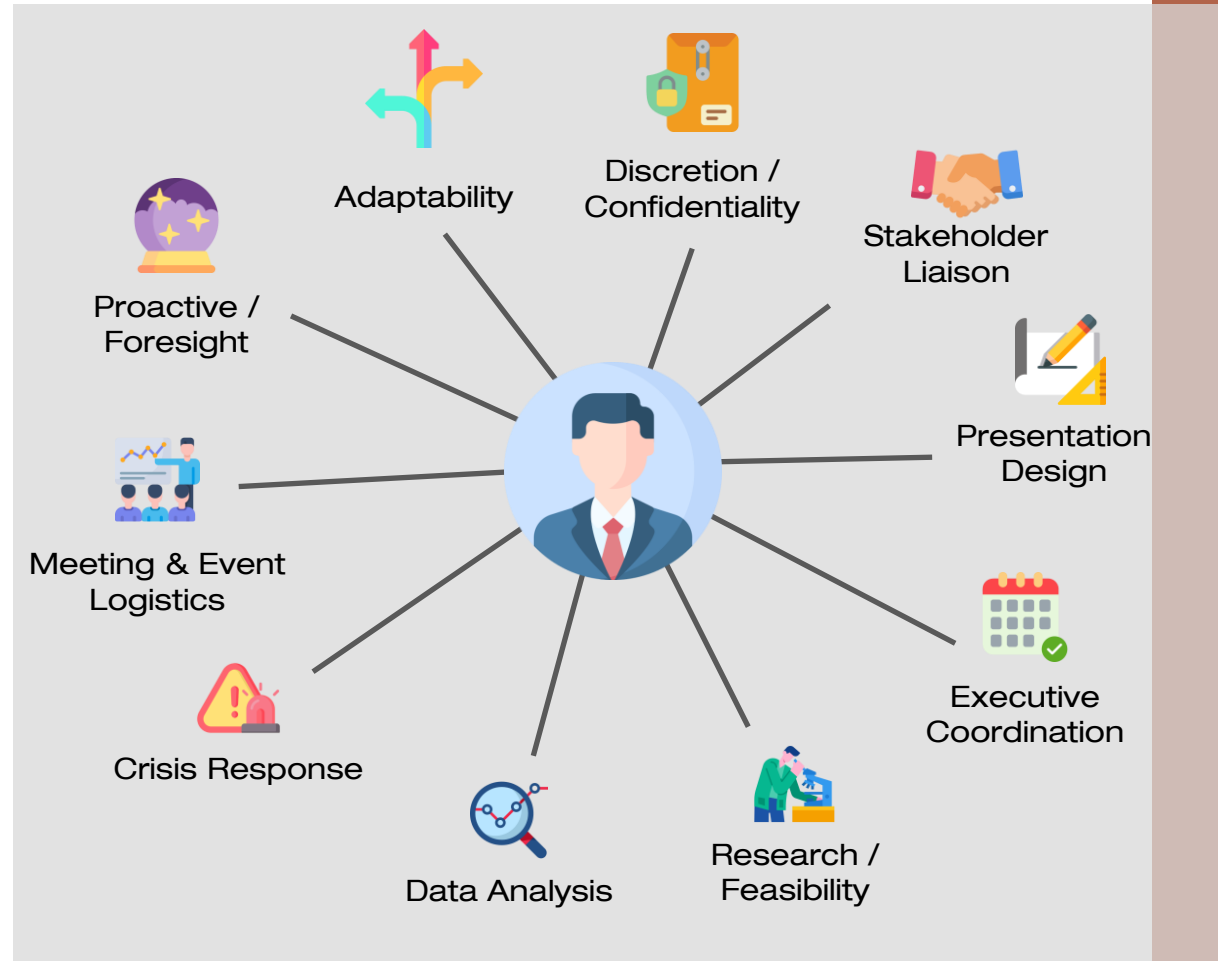 Adaptability
Discretion /
Confidentiality
Stakeholder
Liaison
Proactive /
Foresight
Presentation
Design
Meeting & Event
Logistics
Executive
Coordination
Crisis Response
Research /
Feasibility
Data Analysis